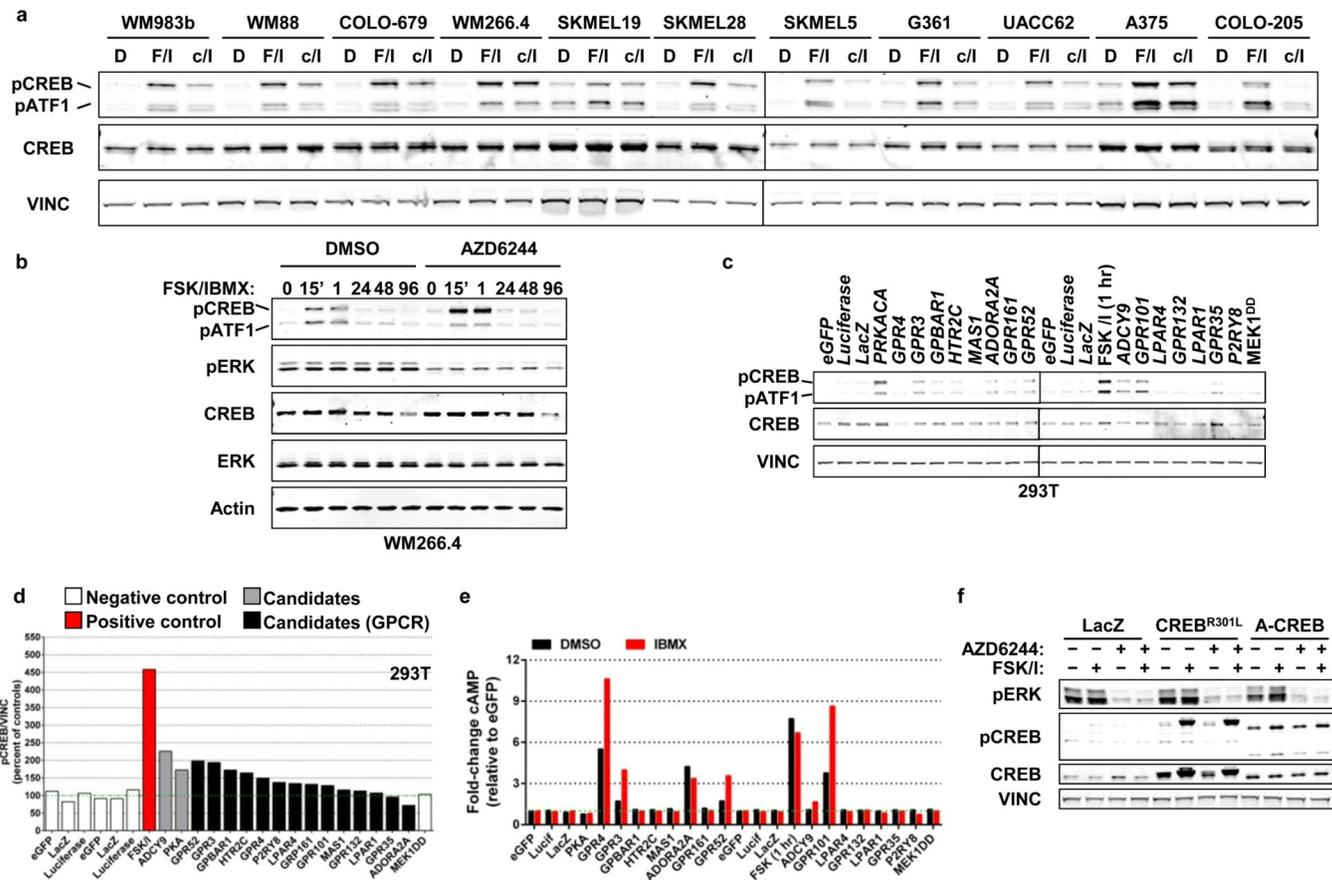 a
WM983b WM88 COLO-679 WM266.4 SKMEL19 SKMEL28 SKMEL5 G361 UACC62 A375 COLO-205
D F/I c/I D F/I c/I D F/I c/I D F/I c/I D F/I c/I D F/I c/I D F/I c/I D F/I c/I D F/I c/I D F/I c/I D F/I c/I
pCREB
pATF1
CREB
VINC
b
DMSO AZD6244
FSK/IBMX: 0 15' 1 24 48 96 0 15' 1 24 48 96
pCREB
pATF1
pERK
CREB
ERK
Actin
WM266.4
c
eGFP Luciferase LacZ PRKACA GPR4 GPR3 GPBAR1 HTR2C MAS1 ADORA2A GPR161 GPR52 eGFP Luciferase LacZ FSK /I (1 hr) ADCY9 GPR101 LPAR4 GPR132 LPAR1 GPR35 P2RY8 MEK1DD
pCREB
pATF1
CREB
VINC
293T
d
Negative control Candidates
Positive control Candidates (GPCR)
293T
pCREB/VINC
(percent of controls)
550
500
450
400
350
300
250
200
150
100
50
0
eGFP LacZ Luciferase eGFP LacZ Luciferase FSK/I ADCY9 PKA GPR52 GPR3 GPBAR1 HTR2C GPR4 P2RY8 LPAR4 GRP161 GPR101 MAS1 GPR132 LPAR1 GPR35 ADORA2A MEK1DD
e
DMSO IBMX
Fold-change cAMP
(relative to eGFP)
12
9
6
3
0
eGFP Lucif LacZ PKA GPR4 GPR3 GPBAR1 HTR2C MAS1 ADORA2A GPR161 GPR52 eGFP Lucif LacZ FSK (1 hr) ADCY9 GPR101 LPAR4 GPR132 LPAR1 GPR35 P2RY8 MEK1DD
f
LacZ CREBR301L A-CREB
AZD6244: – – + + – – + + – – + +
FSK/I: – + – + – + – + – + – +
pERK
pCREB
CREB
VINC